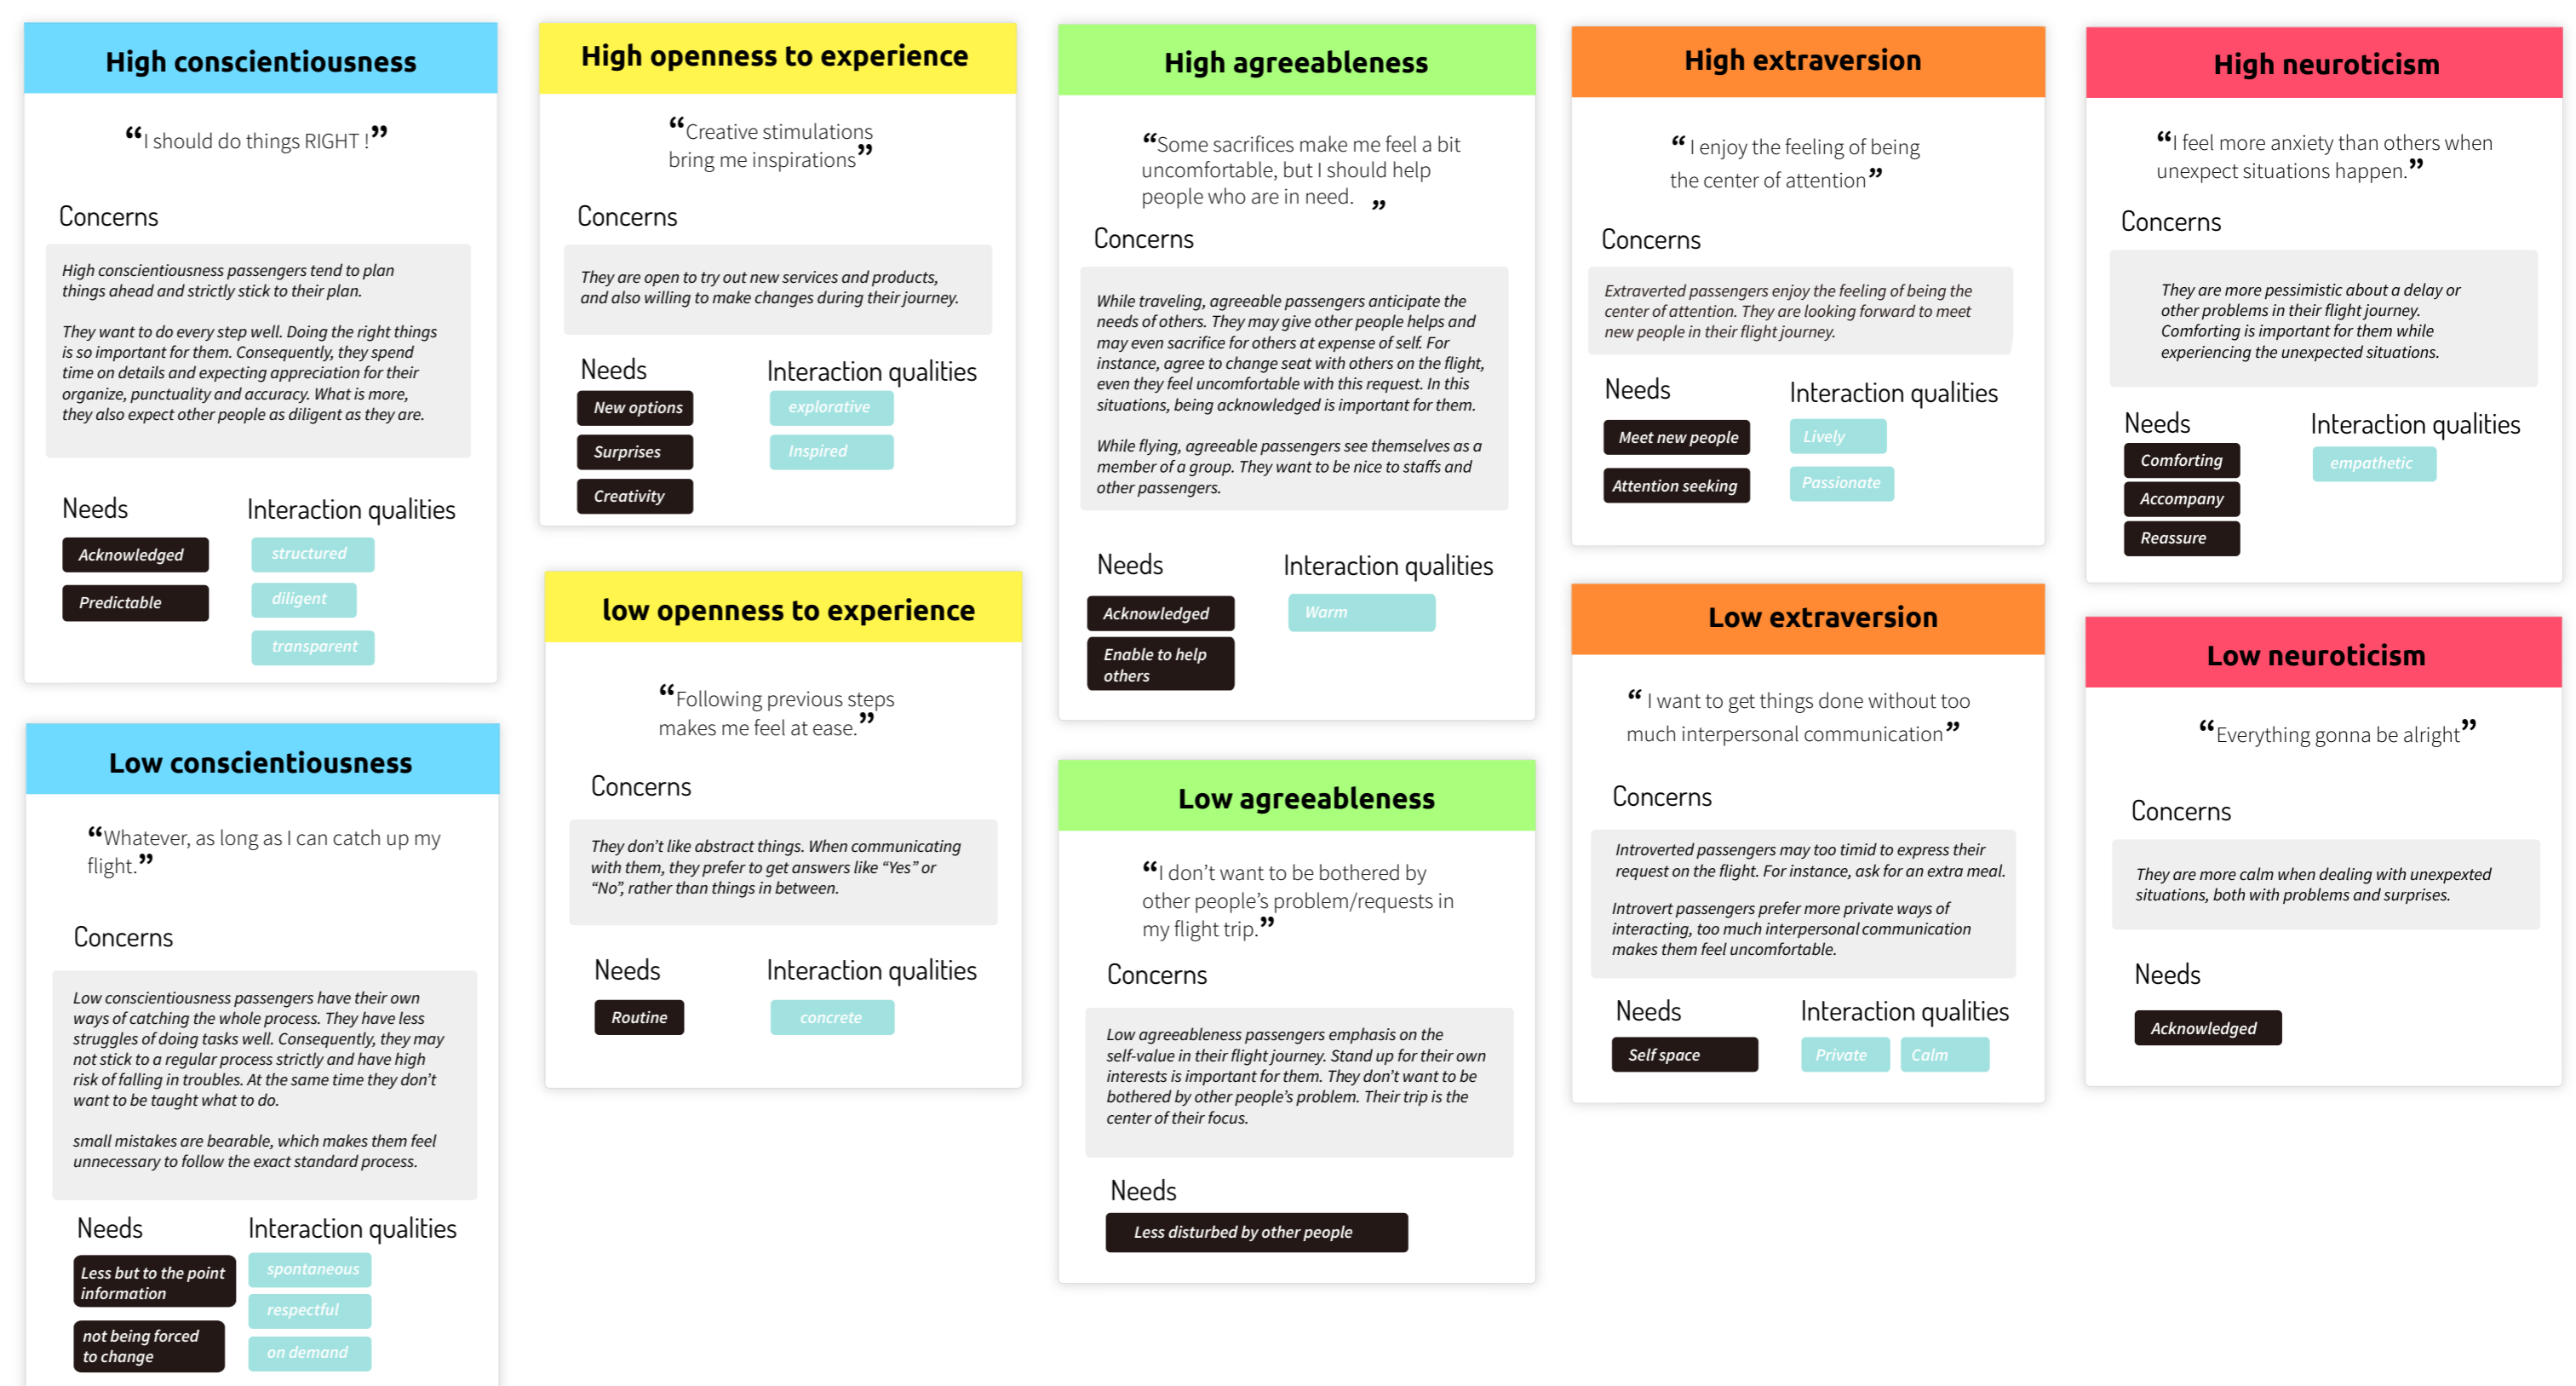 High conscientiousness
“I should do things RIGHT !”
Concerns
High conscientiousness passengers tend to plan
things ahead and strictly stick to their plan.
They want to do every step well. Doing the right things
is so important for them. Consequently, they spend
time on details and expecting appreciation for their
organize, punctuality and accuracy. What is more,
they also expect other people as diligent as they are.
Needs
Interaction qualities
Acknowledged
Predictable
structured
diligent
transparent
Low conscientiousness
“Whatever, as long as I can catch up my
flight.”
Concerns
Low conscientiousness passengers have their own
ways of catching the whole process. They have less
struggles of doing tasks well. Consequently, they may
not stick to a regular process strictly and have high
risk of falling in troubles. At the same time they don’t
want to be taught what to do.
small mistakes are bearable, which makes them feel
unnecessary to follow the exact standard process.
Needs
Interaction qualities
Less but to the point
information
not being forced
to change
spontaneous
respectful
on demand
High openness to experience
“Creative stimulations
bring me inspirations”
Concerns
They are open to try out new services and products,
and also willing to make changes during their journey.
Needs
Interaction qualities
New options
Surprises
Creativity
explorative
Inspired
low openness to experience
“Following previous steps
makes me feel at ease.”
Concerns
They don’t like abstract things. When communicating
with them, they prefer to get answers like “Yes” or
“No”, rather than things in between.
Needs
Interaction qualities
Routine
concrete
High agreeableness
“Some sacrifices make me feel a bit
uncomfortable, but I should help
people who are in need. ”
Concerns
While traveling, agreeable passengers anticipate the
needs of others. They may give other people helps and
may even sacrifice for others at expense of self. For
instance, agree to change seat with others on the flight,
even they feel uncomfortable with this request. In this
situations, being acknowledged is important for them.
While flying, agreeable passengers see themselves as a
member of a group. They want to be nice to staffs and
other passengers.
Needs
Interaction qualities
Acknowledged
Enable to help
others
Warm
Low agreeableness
“I don’t want to be bothered by
other people’s problem/requests in
my flight trip.”
Concerns
Low agreeableness passengers emphasis on the
self-value in their flight journey. Stand up for their own
interests is important for them. They don’t want to be
bothered by other people’s problem. Their trip is the
center of their focus.
Needs
Less disturbed by other people
High extraversion
“ I enjoy the feeling of being
the center of attention”
Concerns
Extraverted passengers enjoy the feeling of being the
center of attention. They are looking forward to meet
new people in their flight journey.
Needs
Interaction qualities
Meet new people
Attention seeking
Lively
Passionate
Low extraversion
“ I want to get things done without too
much interpersonal communication”
Concerns
Introverted passengers may too timid to express their
request on the flight. For instance, ask for an extra meal.
Introvert passengers prefer more private ways of
interacting, too much interpersonal communication
makes them feel uncomfortable.
Needs
Interaction qualities
Self space
Private
Calm
High neuroticism
“I feel more anxiety than others when
unexpect situations happen.”
Concerns
They are more pessimistic about a delay or
other problems in their flight journey.
Comforting is important for them while
experiencing the unexpected situations.
Needs
Interaction qualities
Comforting
Accompany
Reassure
empathetic
Low neuroticism
“Everything gonna be alright”
Concerns
They are more calm when dealing with unexpected
situations, both with problems and surprises.
Needs
Acknowledged